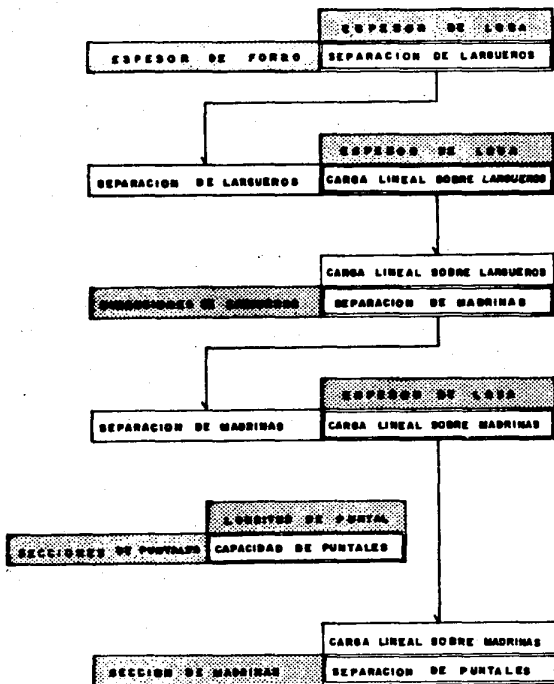 ESPESOR DE LOSA
ESPESOR DE FORRO
SEPARACION DE LARGUEROS
ESPESOR DE LOSA
SEPARACION DE LARGUEROS
CARGA LINEAL SOBRE LARGUEROS
CARGA LINEAL SOBRE LARGUEROS
SEPARACION DE MADRINAS
ESPESOR DE LOSA
SEPARACION DE MADRINAS
CARGA LINEAL SOBRE MADRINAS
LONGITUD DE PUNTAL
SECCIONES DE PUNTALES
CAPACIDAD DE PUNTALES
CARGA LINEAL SOBRE MADRINAS
SECCION DE MADRINAS
SEPARACION DE PUNTALES